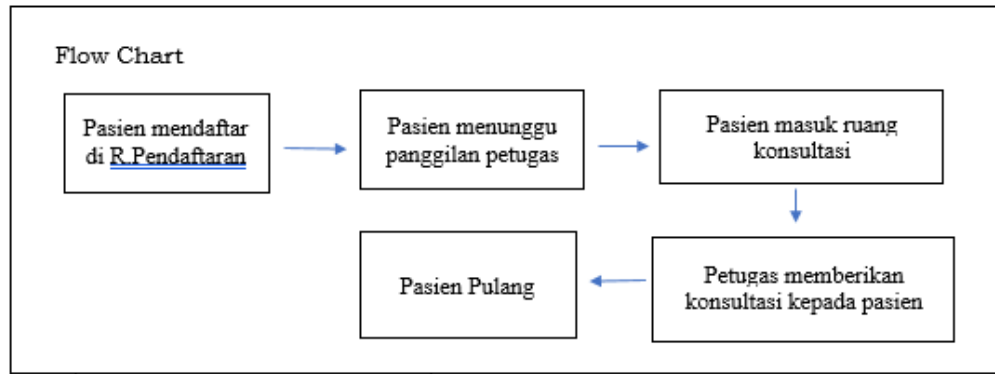 Flow Chart
Pasien mendaftar
di R.Pendaftaran
Pasien menunggu
panggilan petugas
Pasien masuk ruang
konsultasi
Petugas memberikan
konsultasi kepada pasien
Pasien Pulang